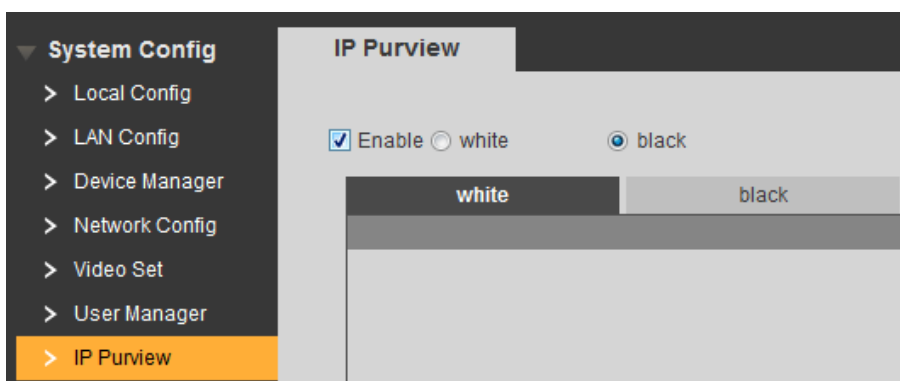 System Config
Local Config
LAN Config
Device Manager
Network Config
Video Set
User Manager
IP Purview
IP Purview
Enable white black
white black